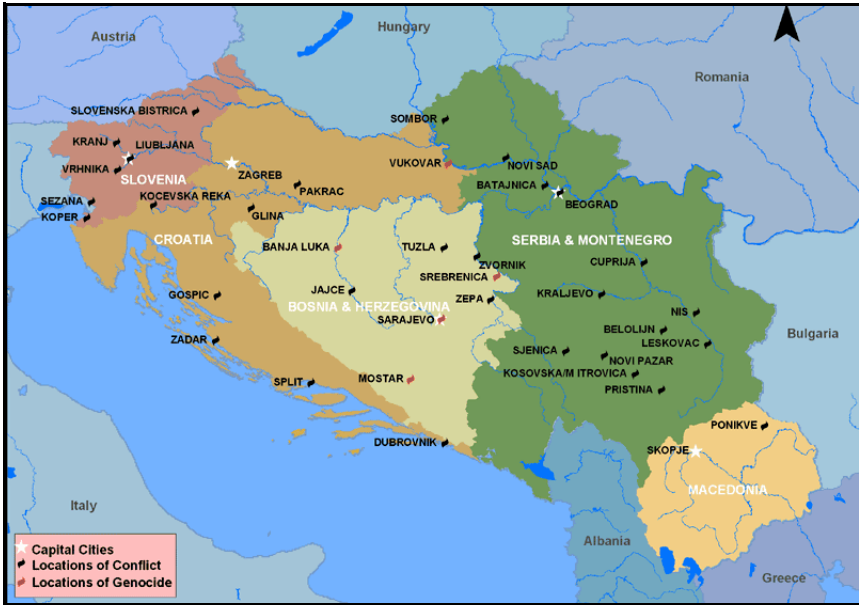 Austria
Hungary
Romania
SLOVENSKA BISTRICA
SOMBOR
KRANJ
LIUBLJANA
VRHNIKA
SLOVENIA
ZAGREB
VUKOVAR
NOVI SAD
BATAJNICA
BEOGRAD
PAKRAC
SEZANA
KOCEVSKA REKA
KOPER
GLINA
CROATIA
BANJA LUKA
TUZLA
SERBIA & MONTENEGRO
ZVORNIK
CUPRIJA
SREBRENICA
GOSPIC
JAJCE
ZEPA
KRALJEVO
BOSNIA & HERZEGOVINA
SARAJEVO
NIS
BELOLIJN
LESKOVAC
Bulgaria
ZADAR
SJENICA
NOVI PAZAR
KOSOVSKA/M ITROVICA
SPLIT
MOSTAR
PRISTINA
DUBROVNIK
PONIKVE
SKOPJE
MACEDONIA
Italy
Albania
Greece
Capital Cities
Locations of Conflict
Locations of Genocide